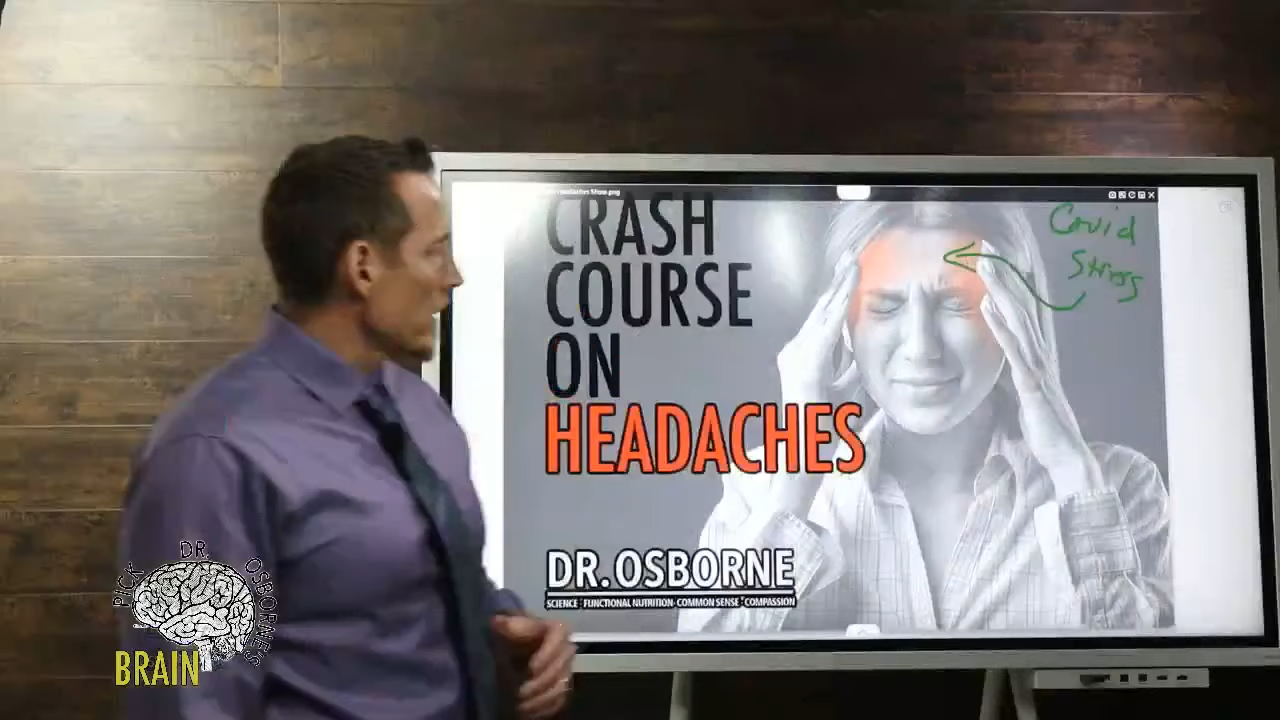 CRASH
COURSE
ON
HEADACHES
DR. OSBORNE
SCIENCE * FUNCTIONAL NUTRITION * COMMON SENSE * COMPASSION
Covid
Stress
PICK DR. OSBORNE'S
BRAIN